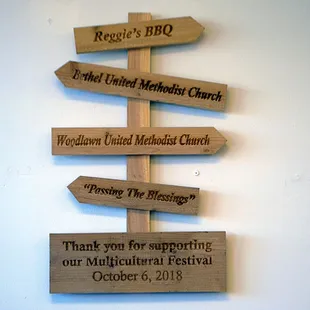 Reggie's BBQ
Bethel United Methodist Church
Woodlawn United Methodist Church
"Passing The Blessings"
Thank you for supporting
our Multicultural Festival
October 6, 2018